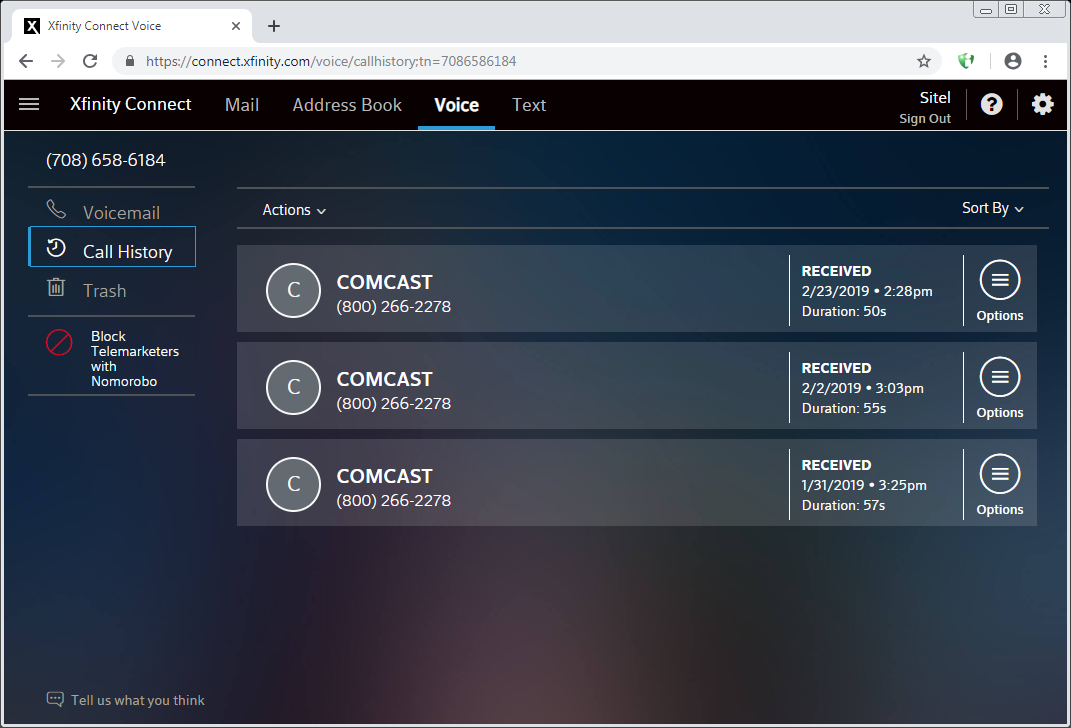 X Xfinity Connect Voice
https://connect.xfinity.com/voice/callhistory;tn=7086586184
Xfinity Connect Mail Address Book Voice Text
Sitel
Sign Out
?
(708) 658-6184
Voicemail
Call History
Trash
Block
Telemarketers
with
Nomorobo
Actions
Sort By
C
COMCAST
(800) 266-2278
RECEIVED
2/23/2019 • 2:28pm
Duration: 50s
Options
C
COMCAST
(800) 266-2278
RECEIVED
2/2/2019 • 3:03pm
Duration: 55s
Options
C
COMCAST
(800) 266-2278
RECEIVED
1/31/2019 • 3:25pm
Duration: 57s
Options
Tell us what you think